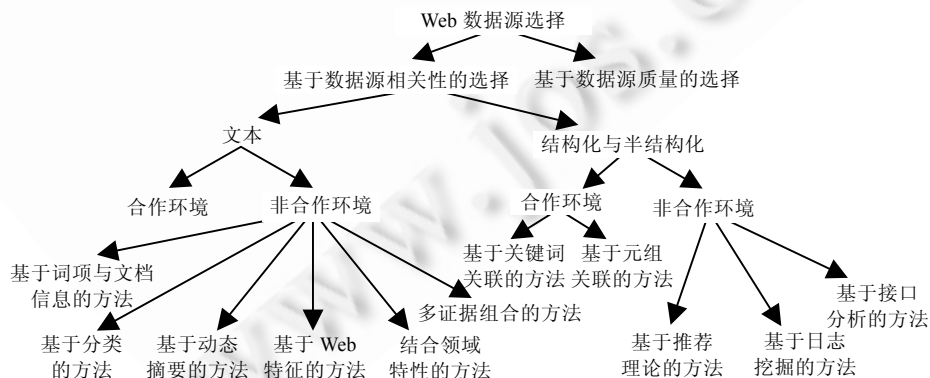 Web 数据源选择
基于数据源相关性的选择
基于数据源质量的选择
文本
结构化与半结构化
合作环境
非合作环境
合作环境
非合作环境
基于词项与文档
信息的方法
基于分类
的方法
基于动态
摘要的方法
基于 Web
特征的方法
结合领域
特性的方法
多证据组合的方法
基于关键词
关联的方法
基于元组
关联的方法
基于推荐
理论的方法
基于日志
挖掘的方法
基于接口
分析的方法
www.jos.